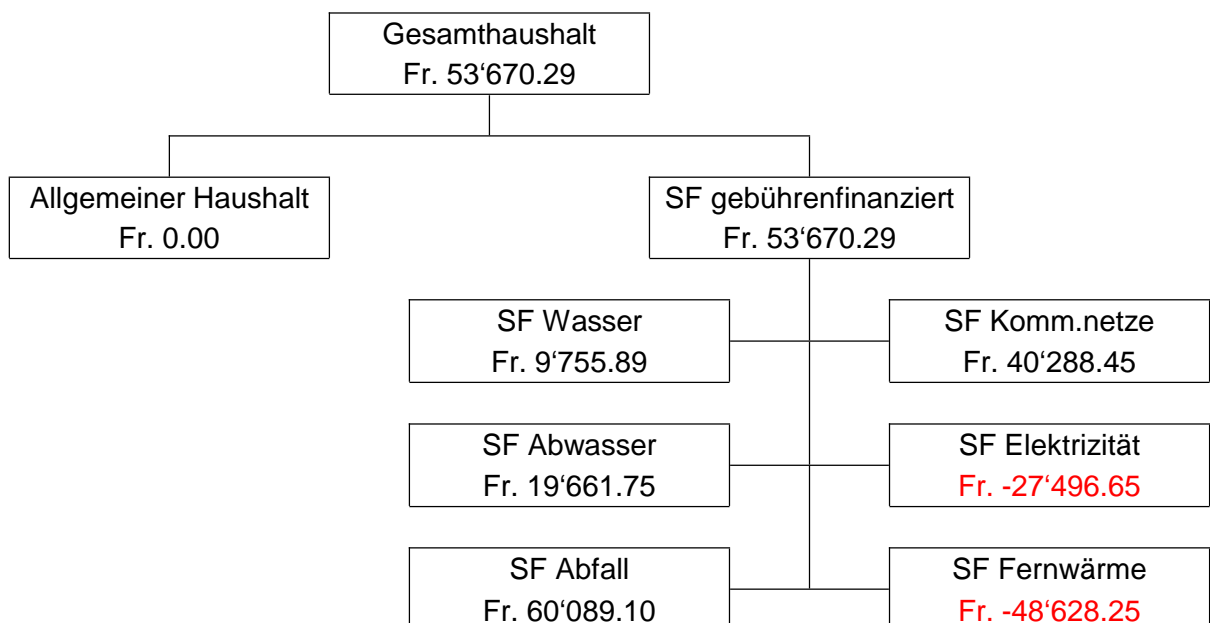 Gesamthaushalt
Fr. 53‘670.29
Allgemeiner Haushalt
Fr. 0.00
SF gebührenfinanziert
Fr. 53‘670.29
SF Wasser
Fr. 9‘755.89
SF Komm.netze
Fr. 40‘288.45
SF Abwasser
Fr. 19‘661.75
SF Elektrizität
Fr. -27‘496.65
SF Abfall
Fr. 60‘089.10
SF Fernwärme
Fr. -48‘628.25